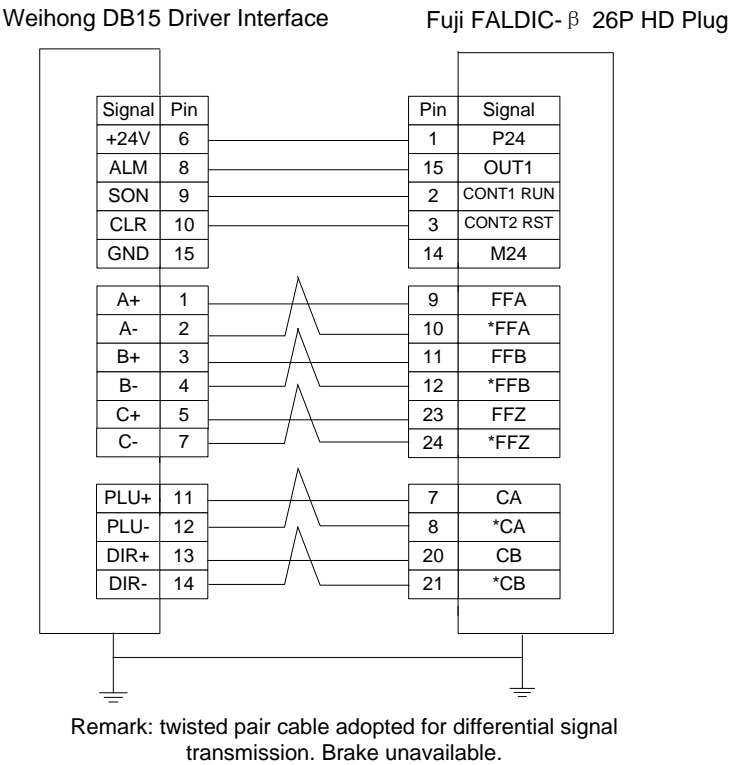 Weihong DB15 Driver Interface Fuji FALDIC-β 26P HD Plug
Signal Pin Pin Signal
+24V 6 1 P24
ALM 8 15 OUT1
SON 9 2 CONT1 RUN
CLR 10 3 CONT2 RST
GND 15 14 M24
A+ 1 9 FFA
A- 2 10 *FFA
B+ 3 11 FFB
B- 4 12 *FFB
C+ 5 23 FFZ
C- 7 24 *FFZ
PLU+ 11 7 CA
PLU- 12 8 *CA
DIR+ 13 20 CB
DIR- 14 21 *CB
Remark: twisted pair cable adopted for differential signal
transmission. Brake unavailable.